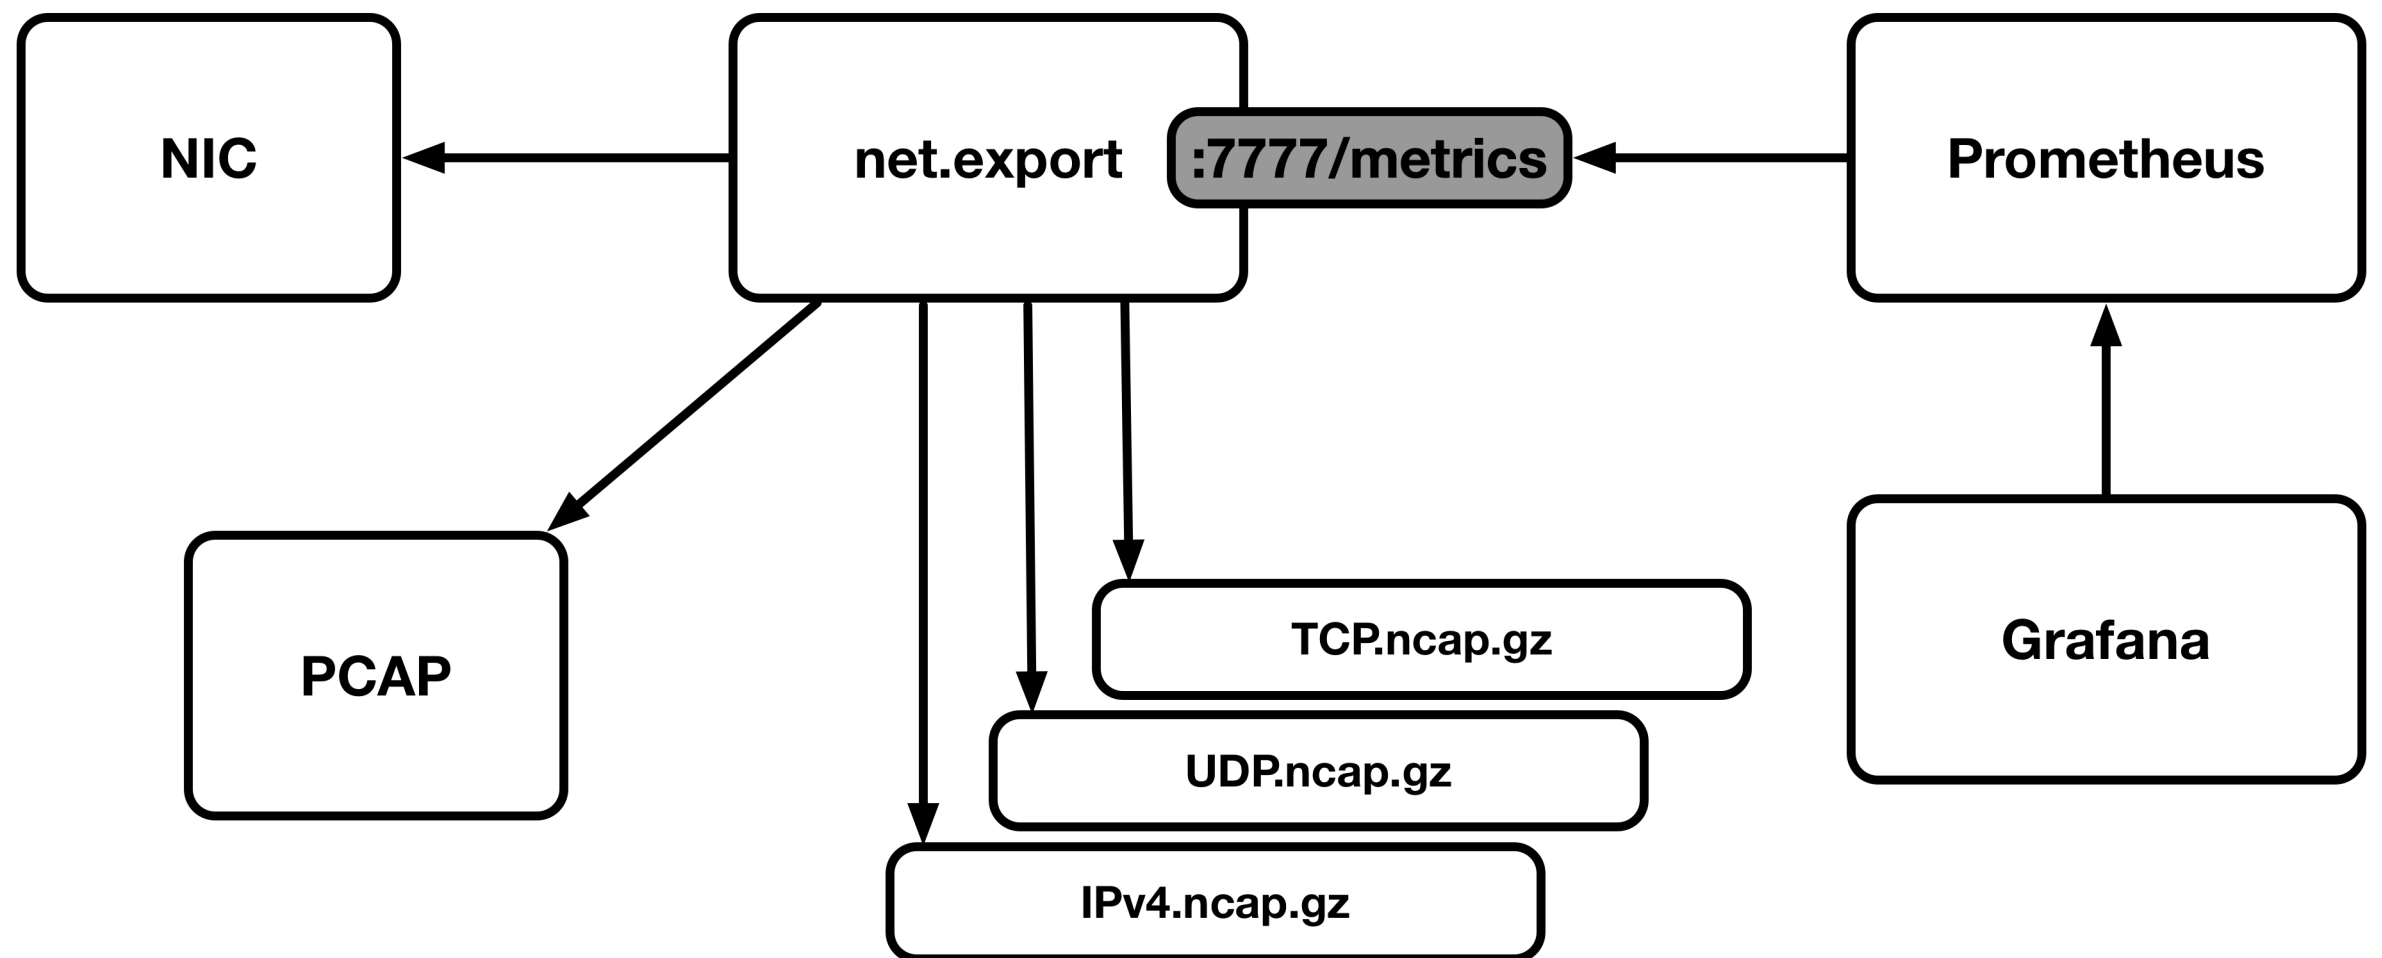 NIC
net.export
:7777/metrics
Prometheus
PCAP
TCP.ncap.gz
UDP.ncap.gz
IPv4.ncap.gz
Grafana